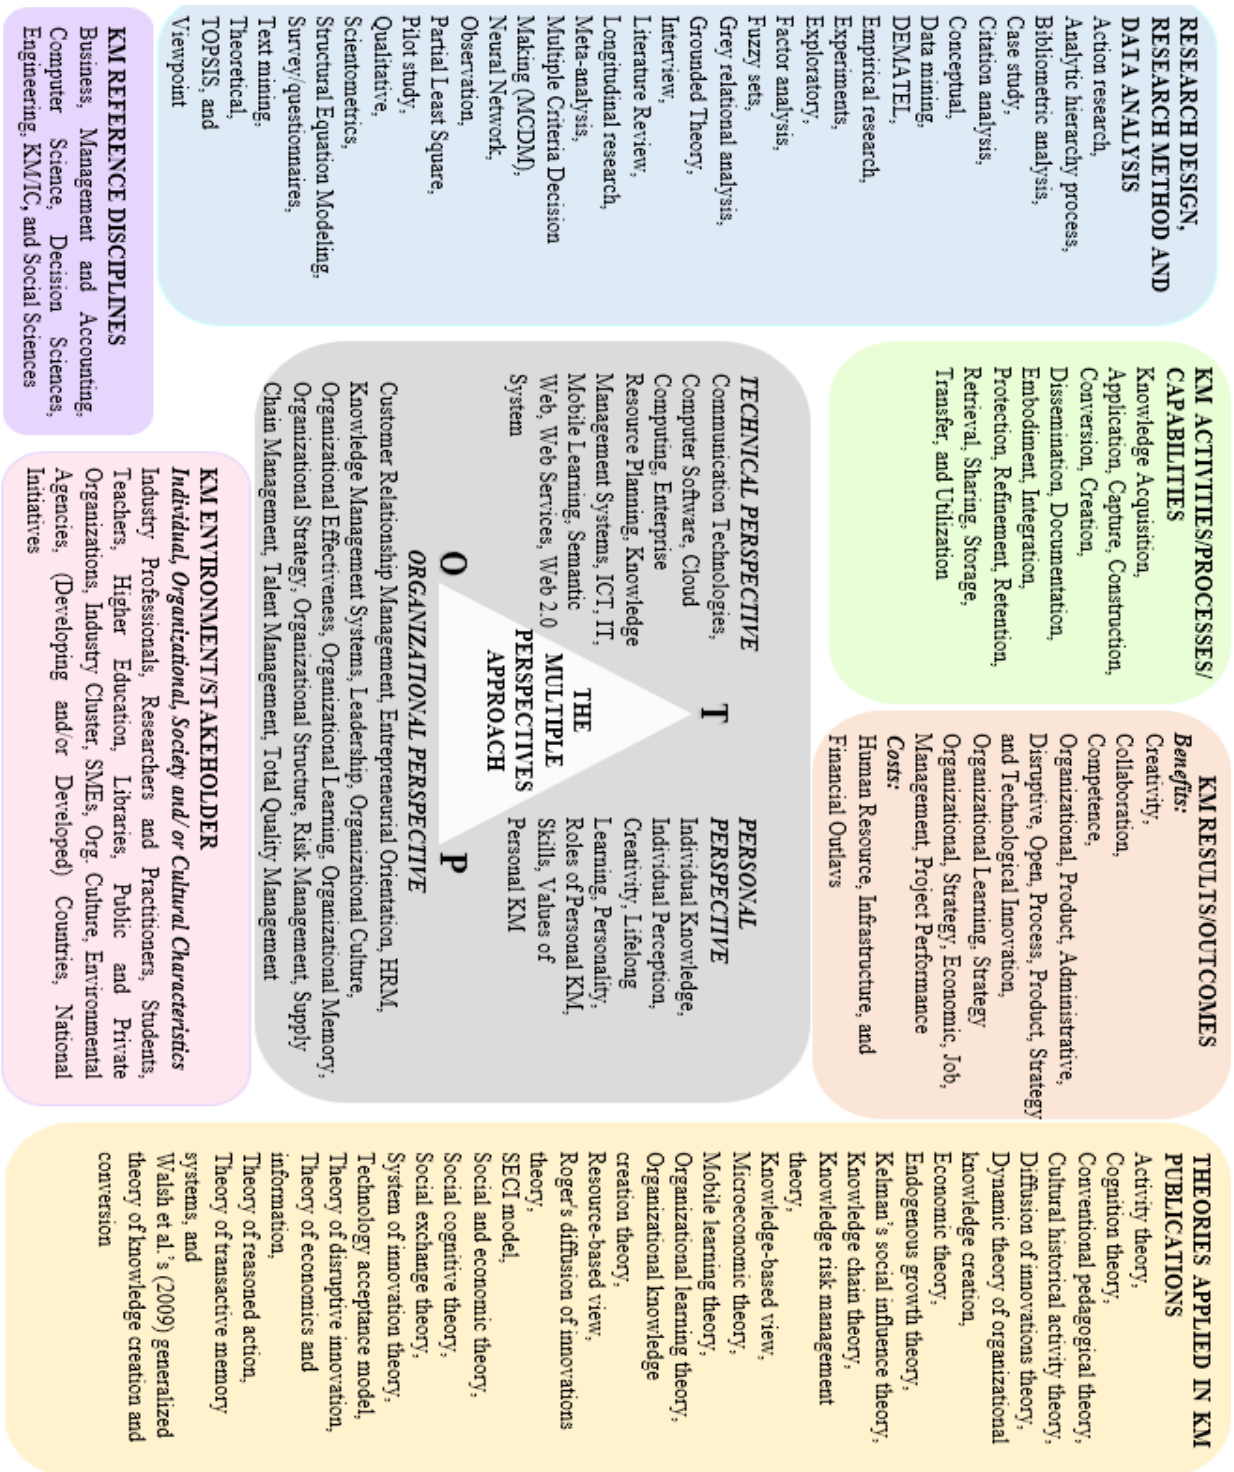 RESEARCH DESIGN,
RESEARCH METHOD AND
DATA ANALYSIS
Action research,
Analytic hierarchy process,
Bibliometric analysis,
Case study,
Citation analysis,
Conceptual,
Data mining,
DEMATEL,
Empirical research,
Experiments,
Exploratory,
Factor analysis,
Fuzzy sets,
Grey relational analysis,
Grounded Theory,
Interview,
Literature Review,
Longitudinal research,
Meta-analysis,
Multiple Criteria Decision
Making (MCDM),
Neural Network,
Observation,
Partial Least Square,
Pilot study,
Qualitative,
Scientometrics,
Structural Equation Modeling,
Survey/questionnaires,
Text mining,
Theoretical,
TOPSIS, and
Viewpoint
KM REFERENCE DISCIPLINES
Business, Management and Accounting,
Computer Science, Decision Sciences,
Engineering, KM/IC, and Social Sciences
KM ACTIVITIES/PROCESSES/
CAPABILITIES
Knowledge Acquisition,
Application, Capture, Construction,
Conversion, Creation,
Dissemination, Documentation,
Embodiment, Integration,
Protection, Refinement, Retention,
Retrieval, Sharing, Storage,
Transfer, and Utilization
KM RESULTS/OUTCOMES
Benefits:
Creativity,
Collaboration,
Competence,
Organizational, Product, Administrative,
Disruptive, Open, Process, Product, Strategy
and Technological Innovation,
Organizational Learning, Strategy
Organizational, Strategy, Economic, Job,
Management, Project Performance
Costs:
Human Resource, Infrastructure, and
Financial Outlays
TECHNICAL PERSPECTIVE
Communication Technologies,
Computer Software, Cloud
Computing, Enterprise
Resource Planning, Knowledge
Management Systems, ICT, IT,
Mobile Learning, Semantic
Web, Web Services, Web 2.0
System
T
PERSONAL
PERSPECTIVE
Individual Knowledge,
Individual Perception,
Creativity, Lifelong
Learning, Personality,
Roles of Personal KM,
Skills, Values of
Personal KM
THE
MULTIPLE
PERSPECTIVES
APPROACH
O
P
ORGANIZATIONAL PERSPECTIVE
Customer Relationship Management, Entrepreneurial Orientation, HRM,
Knowledge Management Systems, Leadership, Organizational Culture,
Organizational Effectiveness, Organizational Learning, Organizational Memory,
Organizational Strategy, Organizational Structure, Risk Management, Supply
Chain Management, Talent Management, Total Quality Management
KM ENVIRONMENT/STAKEHOLDER
Individual, Organizational, Society and/ or Cultural Characteristics
Industry Professionals, Researchers and Practitioners, Students,
Teachers, Higher Education, Libraries, Public and Private
Organizations, Industry Cluster, SMEs, Org. Culture, Environmental
Agencies, (Developing and/or Developed) Countries, National
Initiatives
THEORIES APPLIED IN KM
PUBLICATIONS
Activity theory,
Cognition theory,
Conventional pedagogical theory,
Cultural historical activity theory,
Diffusion of innovations theory,
Dynamic theory of organizational
knowledge creation,
Economic theory,
Endogenous growth theory,
Kelman's social influence theory,
Knowledge chain theory,
Knowledge risk management
theory,
Knowledge-based view,
Microeconomic theory,
Mobile learning theory,
Organizational learning theory,
Organizational knowledge
creation theory,
Resource-based view,
Roger's diffusion of innovations
theory,
SECI model,
Social and economic theory,
Social cognitive theory,
Social exchange theory,
System of innovation theory,
Technology acceptance model,
Theory of disruptive innovation,
Theory of economics and
information,
Theory of reasoned action,
Theory of transactive memory
systems, and
Walsh et al.'s (2009) generalized
theory of knowledge creation and
conversion